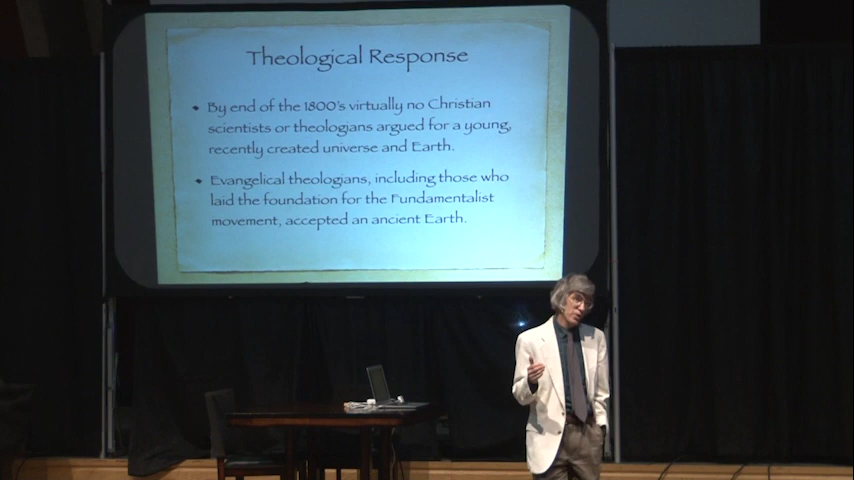 Theological Response
• By end of the 1800's virtually no Christian
scientists or theologians argued for a young,
recently created universe and Earth.
• Evangelical theologians, including those who
laid the foundation for the Fundamentalist
movement, accepted an ancient Earth.